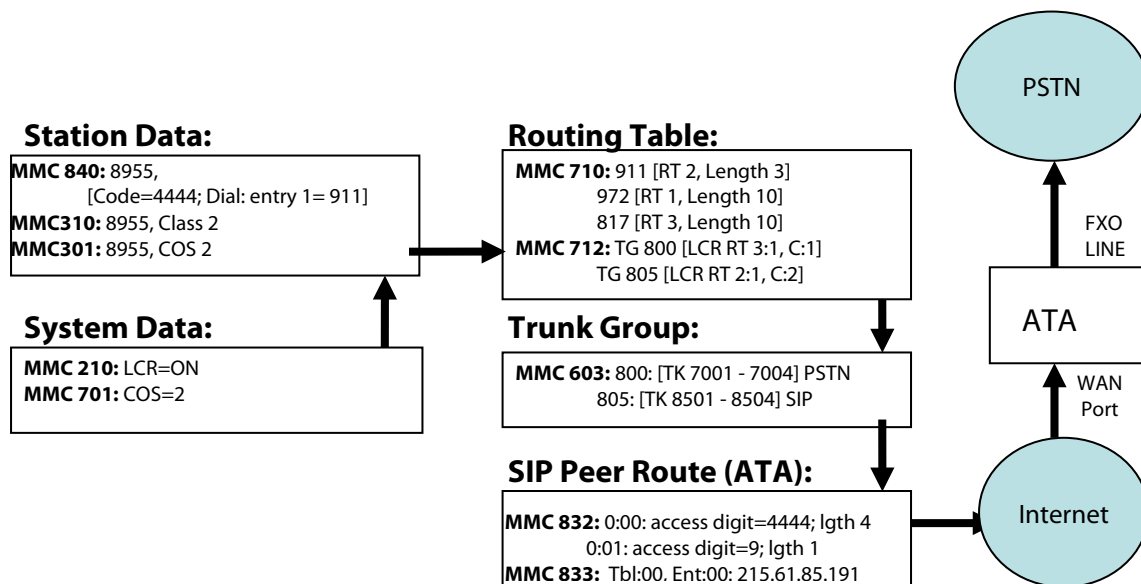 Station Data:
MMC 840: 8955,
[Code=4444; Dial: entry 1= 911]
MMC310: 8955, Class 2
MMC301: 8955, COS 2
System Data:
MMC 210: LCR=ON
MMC 701: COS=2
Routing Table:
MMC 710: 911 [RT 2, Length 3]
972 [RT 1, Length 10]
817 [RT 3, Length 10]
MMC 712: TG 800 [LCR RT 3:1, C:1]
TG 805 [LCR RT 2:1, C:2]
Trunk Group:
MMC 603: 800: [TK 7001 - 7004] PSTN
805: [TK 8501 - 8504] SIP
SIP Peer Route (ATA):
MMC 832: 0:00: access digit=4444; lgth 4
0:01: access digit=9; lgth 1
MMC 833: Tbl:00, Ent:00: 215.61.85.191
PSTN
FXO
LINE
ATA
WAN
Port
Internet